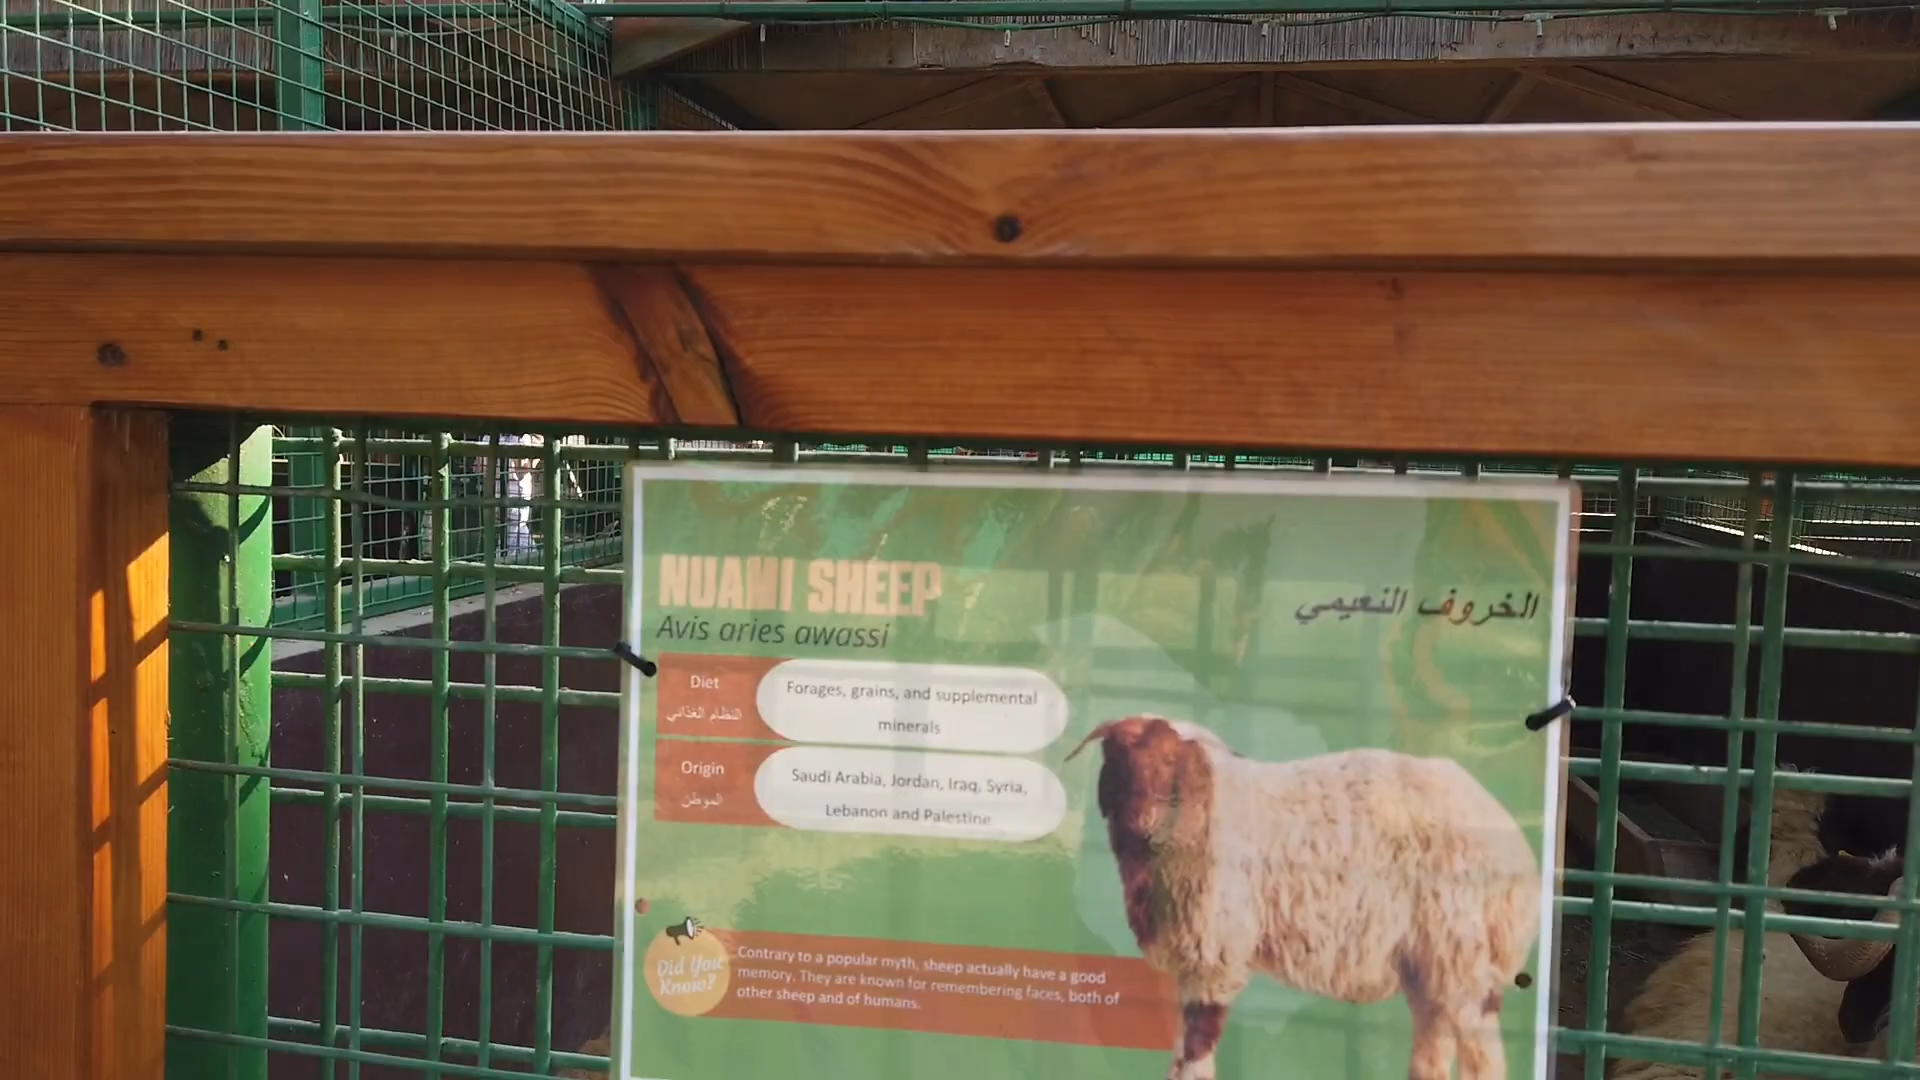 NUAMI SHEEP
الخروف النعيمي
Avis aries awassi
Diet
النظام الغذائي
Forages, grains, and supplemental
minerals
Origin
الموطن
Saudi Arabia, Jordan, Iraq, Syria,
Lebanon and Palestine
Did You
Know?
Contrary to a popular myth, sheep actually have a good
memory. They are known for remembering faces, both of
other sheep and of humans.